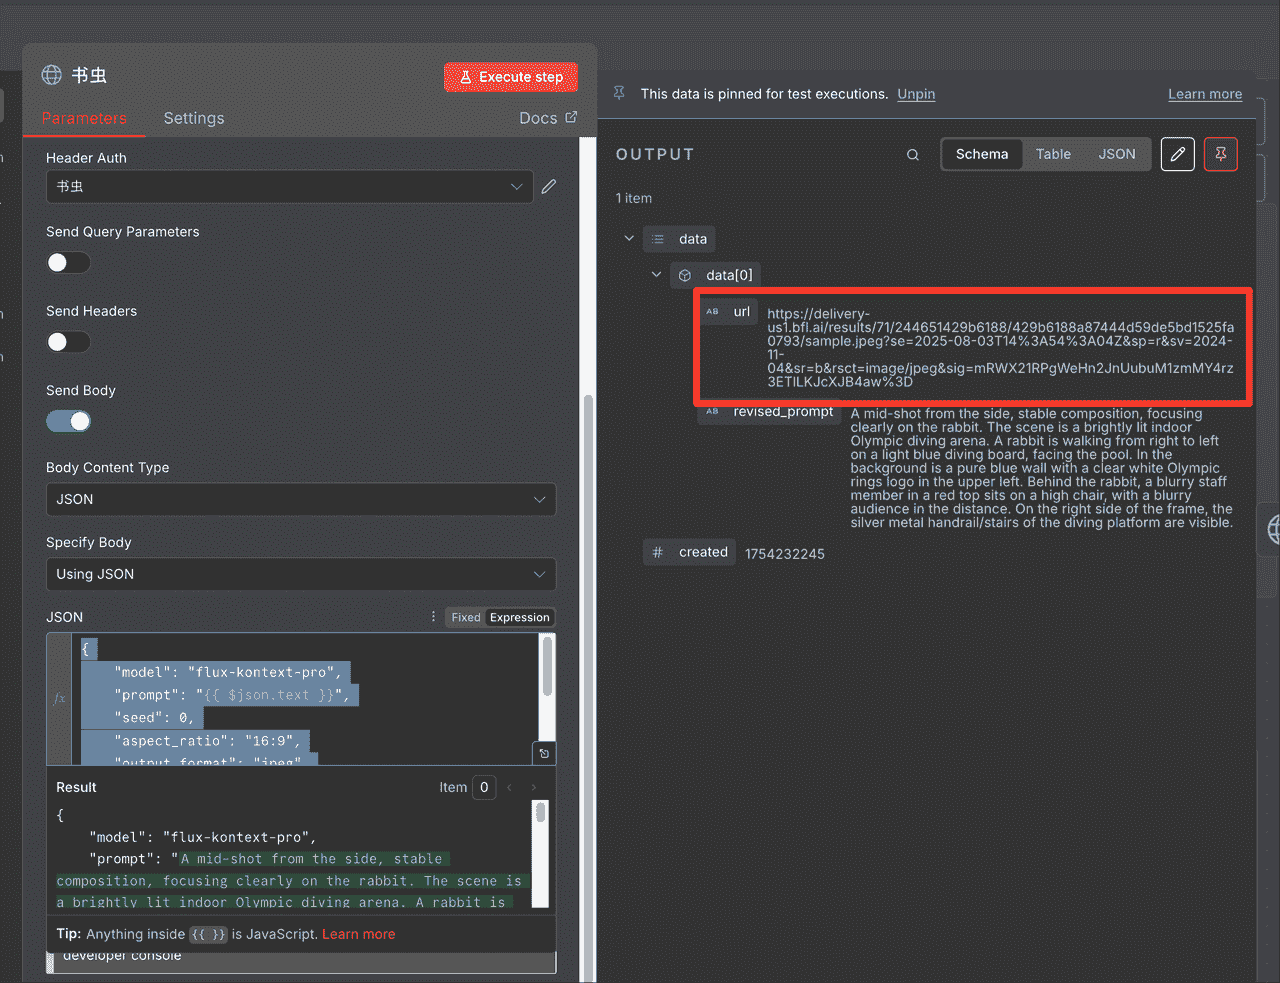 书虫
Execute step
Parameters
Settings
Docs
Header Auth
书虫
Send Query Parameters
Send Headers
Send Body
Body Content Type
JSON
Specify Body
Using JSON
JSON
Fixed
Expression
fx
{
"model": "flux-kontext-pro",
"prompt": "{{ $json.text }}",
"seed": 0,
"aspect_ratio": "16:9",
"output_format": "jpeg",
Result
Item
0
{
"model": "flux-kontext-pro",
"prompt": "A mid-shot from the side, stable
composition, focusing clearly on the rabbit. The scene is
a brightly lit indoor Olympic diving arena. A rabbit is
Tip: Anything inside {{ }} is JavaScript. Learn more
developer console
This data is pinned for test executions. Unpin
Learn more
OUTPUT
Schema
Table
JSON
1 item
data
data[0]
AB url
https://delivery-
us1.bfl.ai/results/71/244651429b6188/429b6188a87444d59de5bd1525fa
0793/sample.jpeg?se=2025-08-03T14%3A54%3A04Z&sp=r&sv=2024-
11-
04&sr=b&rsct=image/jpeg&sig=mRWX21RPgWeHn2JnUubuM1zmMY4rz
3ETlLKJcXJB4aw%3D
AB revised_prompt
A mid-shot from the side, stable composition, focusing
clearly on the rabbit. The scene is a brightly lit indoor
Olympic diving arena. A rabbit is walking from right to left
on a light blue diving board, facing the pool. In the
background is a pure blue wall with a clear white Olympic
rings logo in the upper left. Behind the rabbit, a blurry staff
member in a red top sits on a high chair, with a blurry
audience in the distance. On the right side of the frame, the
silver metal handrail/stairs of the diving platform are visible.
# created
1754232245